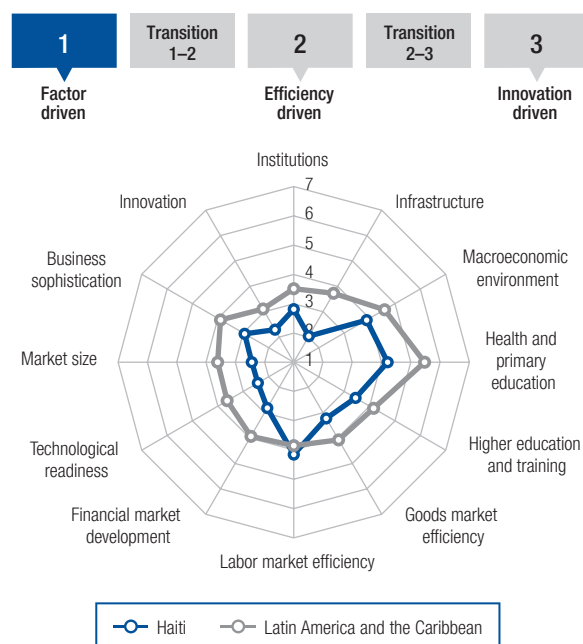 1
Transition
1–2
2
Transition
2–3
3
Factor
driven
Efficiency
driven
Innovation
driven
Institutions
Infrastructure
Macroeconomic
environment
Health and
primary
education
Higher education
and training
Goods market
efficiency
Labor market efficiency
Financial market
development
Technological
readiness
Market size
Business
sophistication
Innovation
7
6
5
4
3
2
1
Haiti
Latin America and the Caribbean